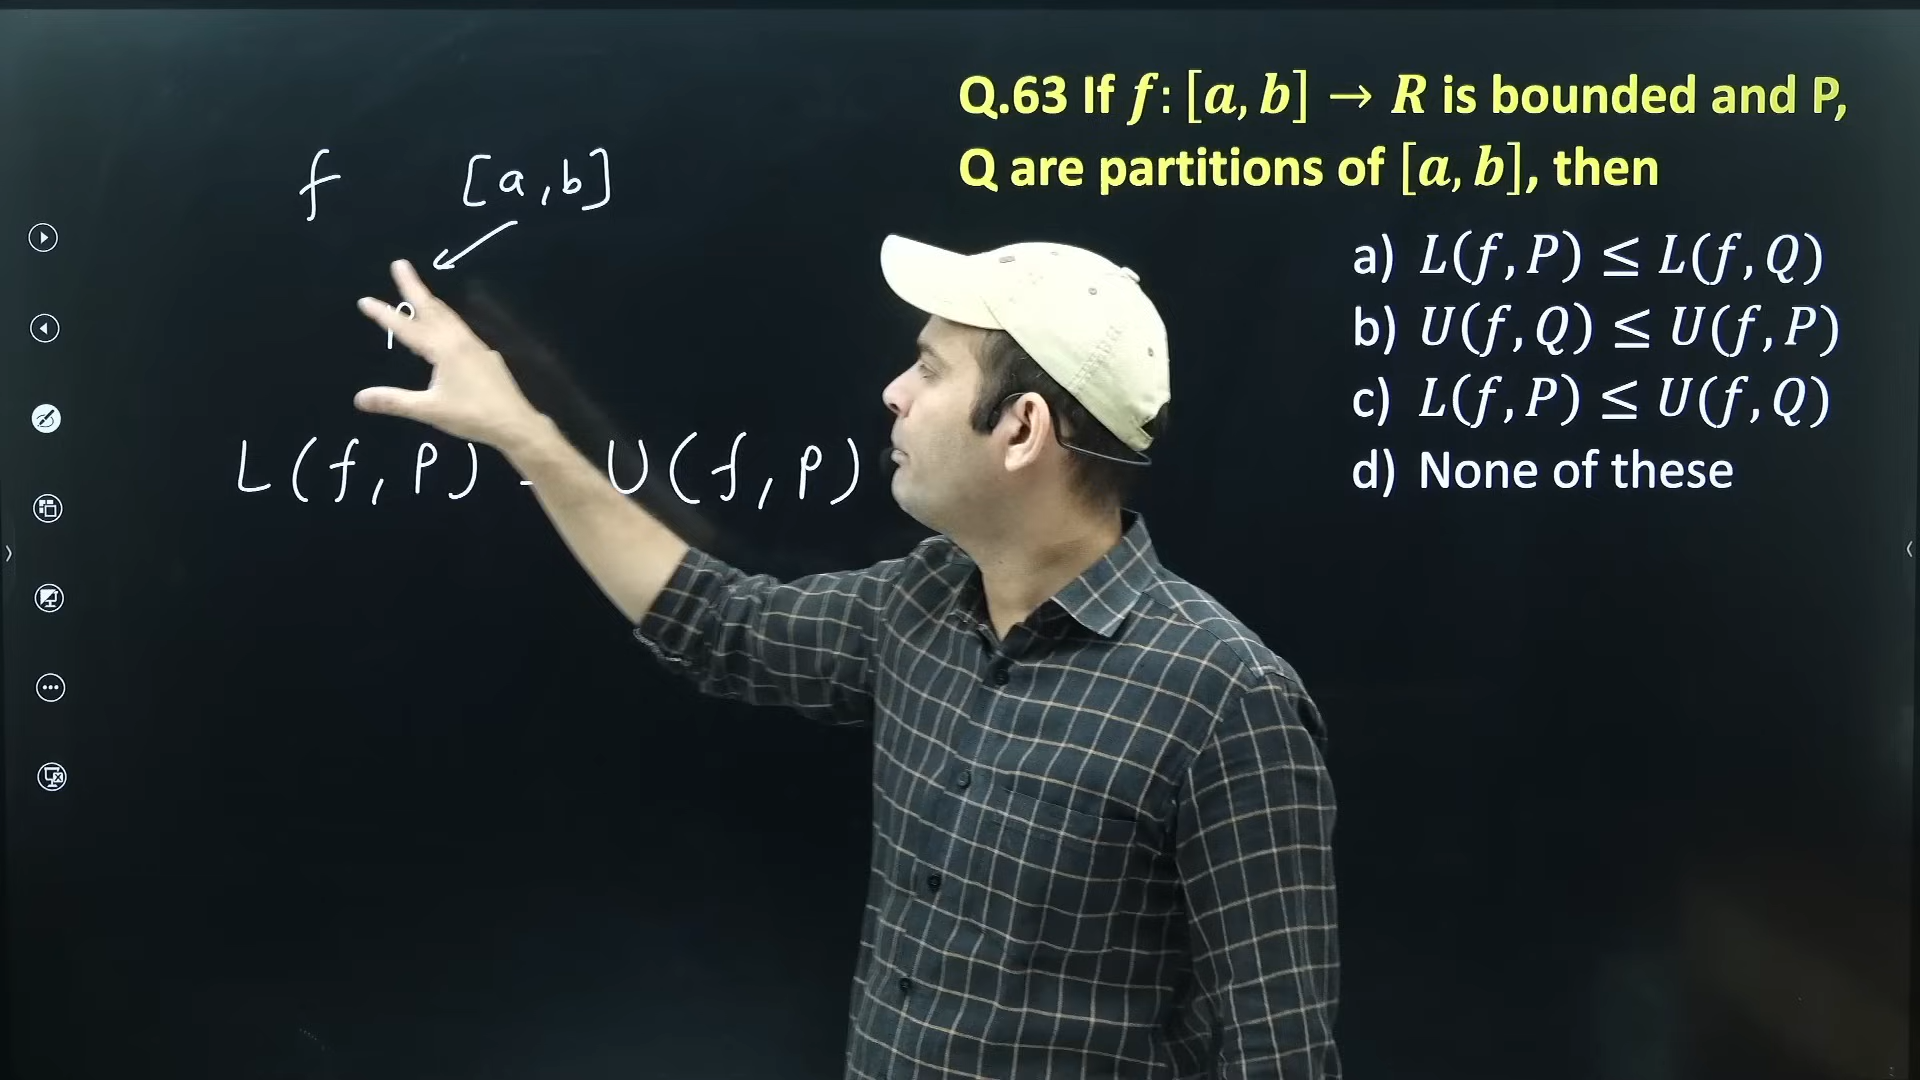 Q.63 If f: [a, b] → R is bounded and P,
Q are partitions of [a, b], then
a) L(f, P) ≤ L(f, Q)
b) U(f, Q) ≤ U(f, P)
c) L(f, P) ≤ U(f, Q)
d) None of these
f [a, b]
P
L(f, P) U(f, P)